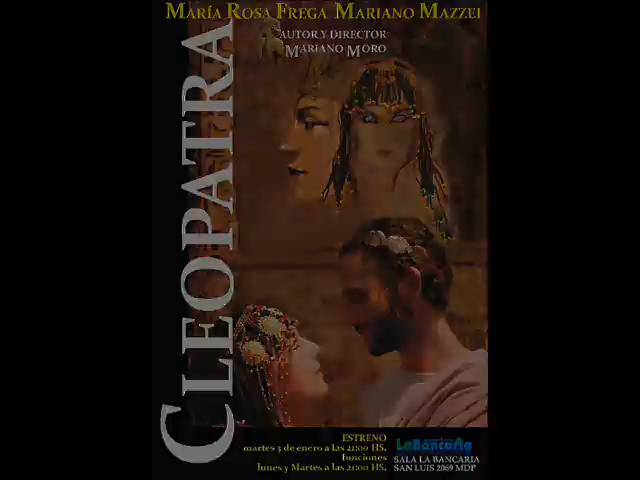 MARÍA ROSA FREGA MARIANO MAZZEI
AUTOR Y DIRECTOR
MARIANO MORO
CLEOPATRA
ESTRENO
martes 3 de enero a las 21:00 HS.
funciones
lunes y Martes a las 21:00 HS.
LaBancaria
SALA LA BANCARIA
SAN LUIS 2069 MDP